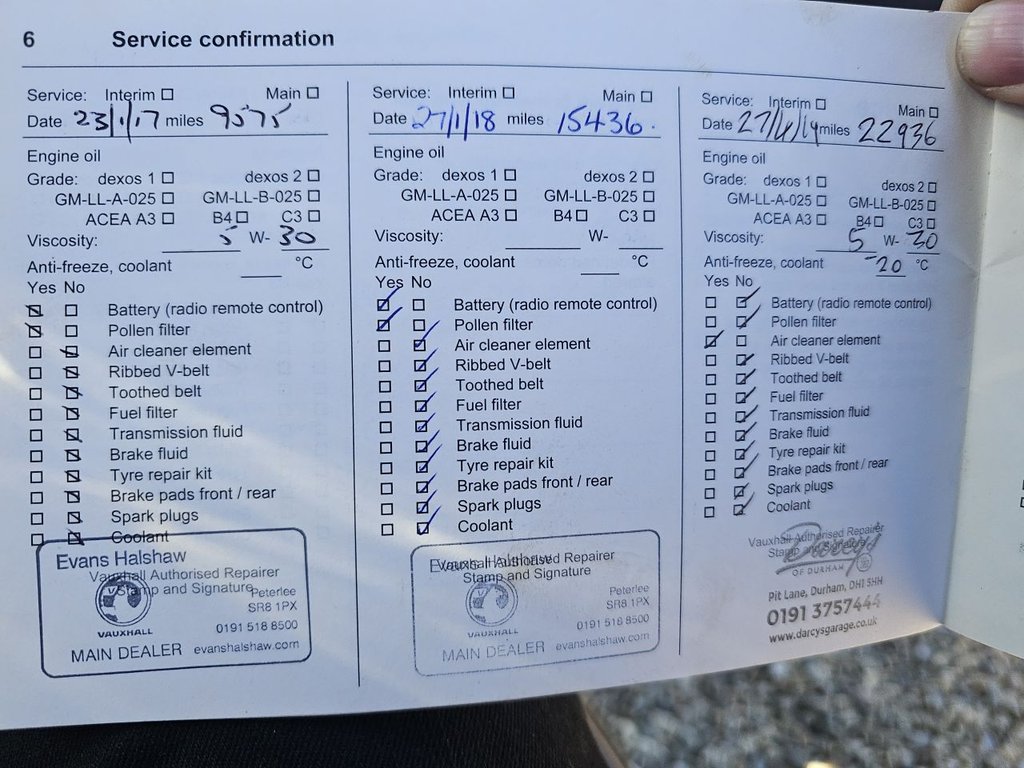 6 Service confirmation
Service: Interim ☐ Main ☐
Date 23/1/17 miles 9575
Engine oil
Grade: dexos 1 ☐ dexos 2 ☐
GM-LL-A-025 ☐ GM-LL-B-025 ☐
ACEA A3 ☐ B4 ☐ C3 ☐
Viscosity: 5 W- 30
Anti-freeze, coolant ____ °C
Yes No
Battery (radio remote control)
Pollen filter
Air cleaner element
Ribbed V-belt
Toothed belt
Fuel filter
Transmission fluid
Brake fluid
Tyre repair kit
Brake pads front / rear
Spark plugs
Coolant
Evans Halshaw
Vauxhall Authorised Repairer
Stamp and Signature
Peterlee
SR8 1PX
VAUXHALL
0191 518 8500
MAIN DEALER evanshalshaw.com
Service: Interim ☐ Main ☐
Date 27/1/18 miles 15436.
Engine oil
Grade: dexos 1 ☐ dexos 2 ☐
GM-LL-A-025 ☐ GM-LL-B-025 ☐
ACEA A3 ☐ B4 ☐ C3 ☐
Viscosity: ____ W- ____
Anti-freeze, coolant ____ °C
Yes No
Battery (radio remote control)
Pollen filter
Air cleaner element
Ribbed V-belt
Toothed belt
Fuel filter
Transmission fluid
Brake fluid
Tyre repair kit
Brake pads front / rear
Spark plugs
Coolant
Evans Halshaw
Vauxhall Authorised Repairer
Stamp and Signature
Peterlee
SR8 1PX
VAUXHALL
0191 518 8500
MAIN DEALER evanshalshaw.com
Service: Interim ☐ Main ☐
Date miles 22936
Engine oil
Grade: dexos 1 ☐ dexos 2 ☐
GM-LL-A-025 ☐ GM-LL-B-025 ☐
ACEA A3 ☐ B4 ☐ C3 ☐
Viscosity: 5 W- 30
Anti-freeze, coolant -20 °C
Yes No
Battery (radio remote control)
Pollen filter
Air cleaner element
Ribbed V-belt
Toothed belt
Fuel filter
Transmission fluid
Brake fluid
Tyre repair kit
Brake pads front / rear
Spark plugs
Coolant
Vauxhall Authorised Repairer
Stamp and Signature
Darcys
OF DURHAM
Pit Lane, Durham, DH1 5HH
0191 3757444
www.darcysgarage.co.uk